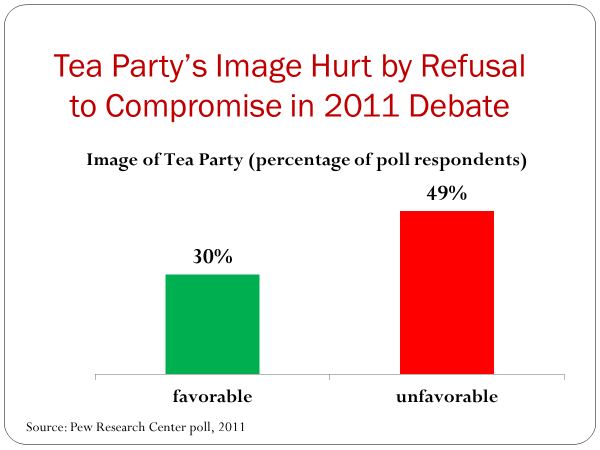 Tea Party’s Image Hurt by Refusal
to Compromise in 2011 Debate
Image of Tea Party (percentage of poll respondents)
49%
30%
favorable
unfavorable
Source: Pew Research Center poll, 2011